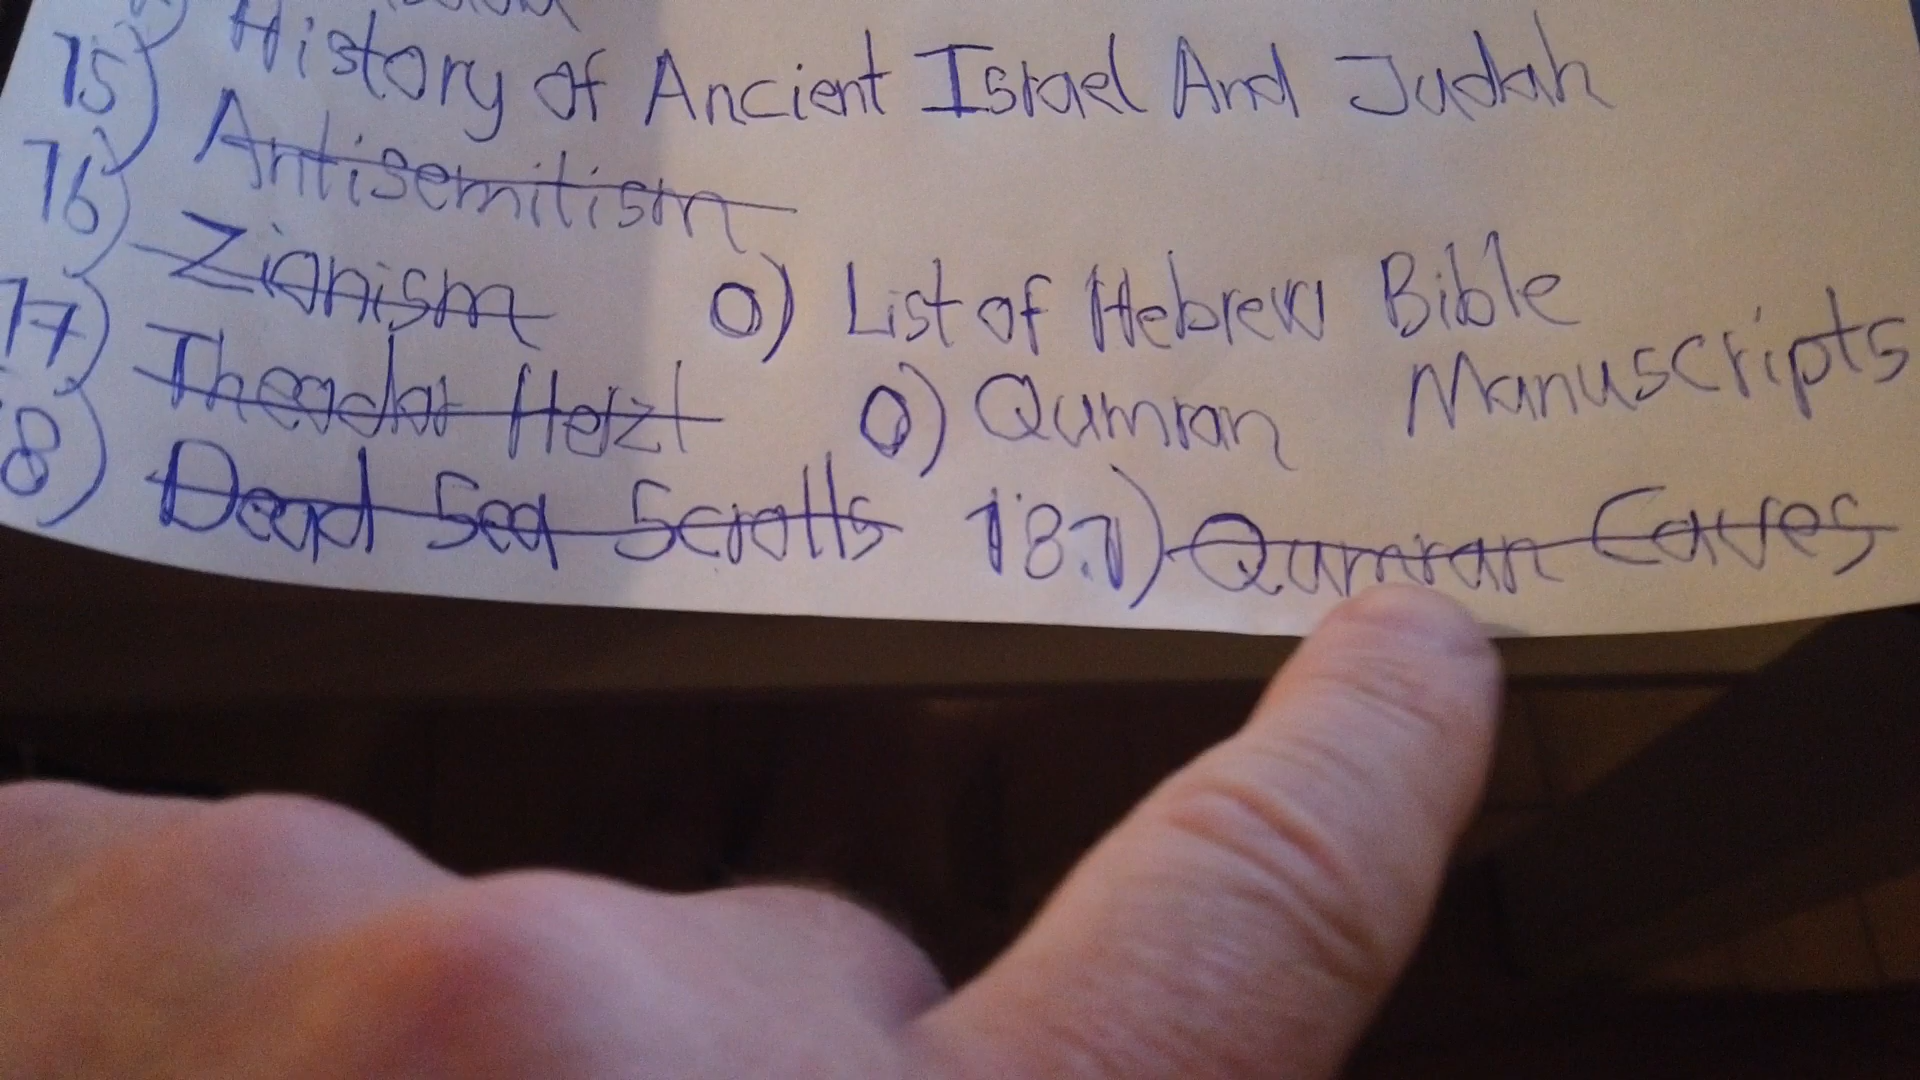 History Of Ancient Israel And Judah
15) Antisemitism
16) Zionism
0) List of Hebrew Bible Manuscripts
17) Theodor Herzl
0) Qumran
8) Dead Sea Scrolls
18.1) Qumran Caves